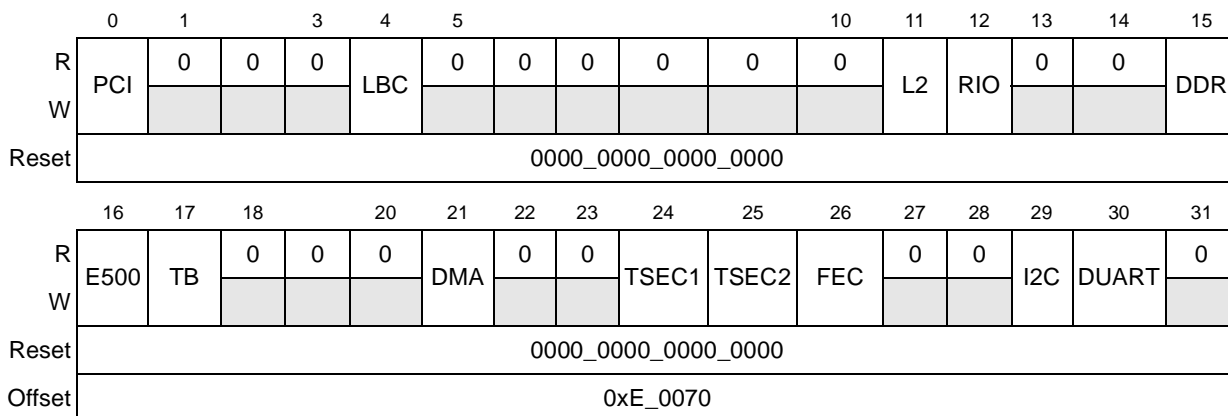 0 1 3 4 5 10 11 12 13 14 15
R PCI 0 0 0 LBC 0 0 0 0 0 0 L2 RIO 0 0 DDR
W
Reset 0000_0000_0000_0000
16 17 18 20 21 22 23 24 25 26 27 28 29 30 31
R E500 TB 0 0 0 DMA 0 0 TSEC1 TSEC2 FEC 0 0 I2C DUART 0
W
Reset 0000_0000_0000_0000
Offset 0xE_0070